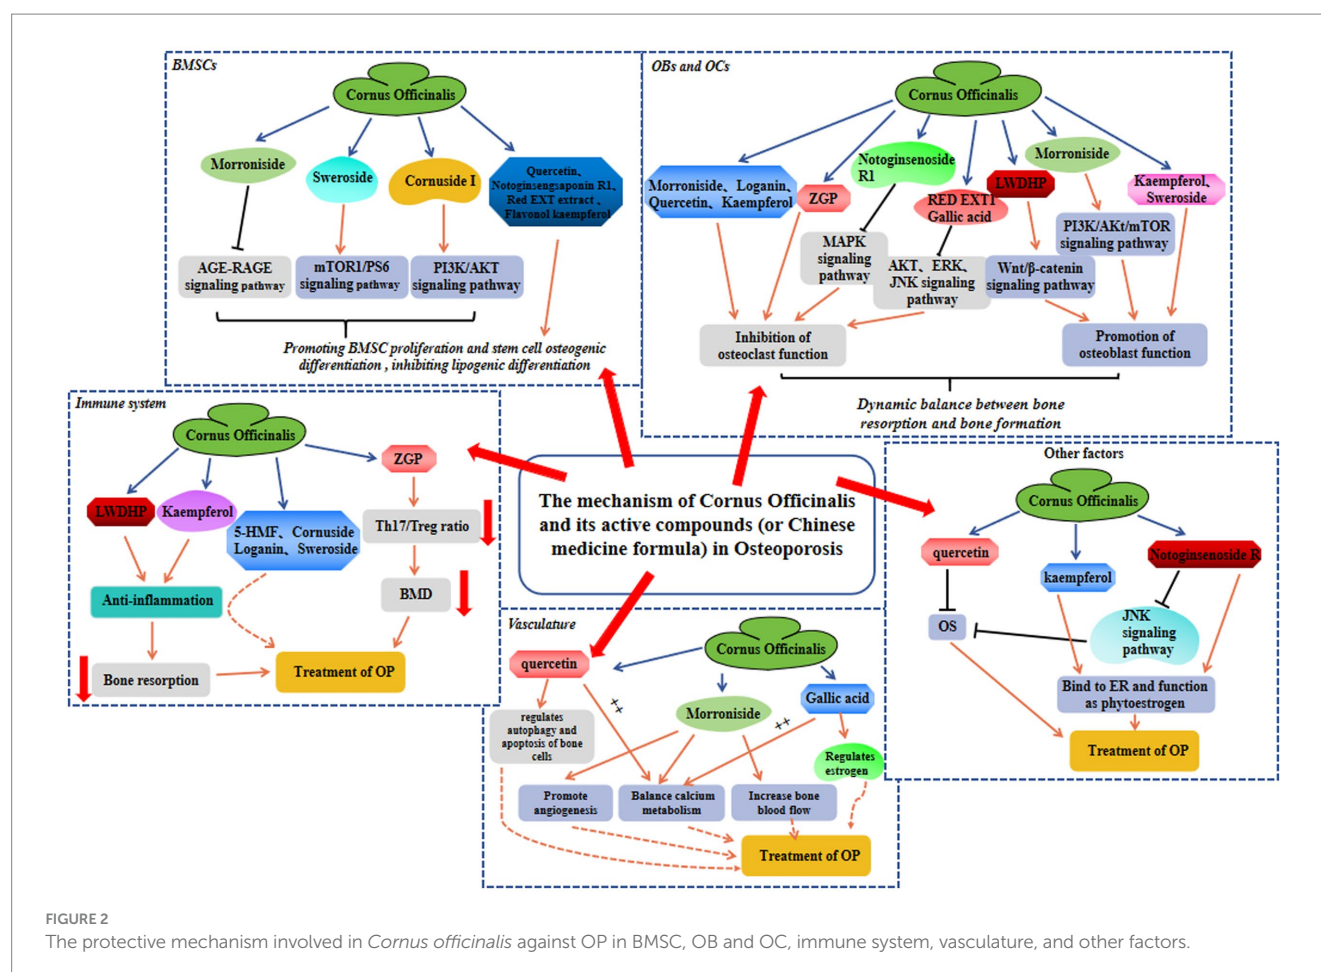 BMSCs
Cornus Officinalis
Morroniside
Sweroside
Cornuside I
Quercetin、
Notoginsengsaponin R1、
Red EXT extract 、
Flavonol kaempferol
AGE-RAGE
signaling pathway
mTOR1/PS6
signaling pathway
PI3K/AKT
signaling pathway
Promoting BMSC proliferation and stem cell osteogenic
differentiation , inhibiting lipogenic differentiation
OBs and OCs
Cornus Officinalis
Morroniside、Loganin、
Quercetin、Kaempferol
ZGP
Notoginsenoside
R1
RED EXT1
Gallic acid
LWDHP
Morroniside
Kaempferol、
Sweroside
MAPK
signaling
pathway
AKT、ERK、
JNK signaling
pathway
Wnt/β-catenin
signaling pathway
PI3K/AKt/mTOR
signaling pathway
Inhibition of
osteoclast function
Promotion of
osteoblast function
Dynamic balance between bone
resorption and bone formation
Immune system
Cornus Officinalis
LWDHP
Kaempferol
5-HMF、Cornuside
Loganin、Sweroside
ZGP
Th17/Treg ratio
BMD
Anti-inflammation
Bone resorption
Treatment of OP
The mechanism of Cornus Officinalis
and its active compounds (or Chinese
medicine formula) in Osteoporosis
Other factors
Cornus Officinalis
quercetin
kaempferol
Notoginsenoside R
OS
JNK
signaling
pathway
Bind to ER and function
as phytoestrogen
Treatment of OP
Vasculature
Cornus Officinalis
quercetin
Morroniside
Gallic acid
++
++
regulates
autophagy and
apoptosis of bone
cells
Regulates
estrogen
Promote
angiogenesis
Balance calcium
metabolism
Increase bone
blood flow
Treatment of OP
FIGURE 2
The protective mechanism involved in Cornus officinalis against OP in BMSC, OB and OC, immune system, vasculature, and other factors.